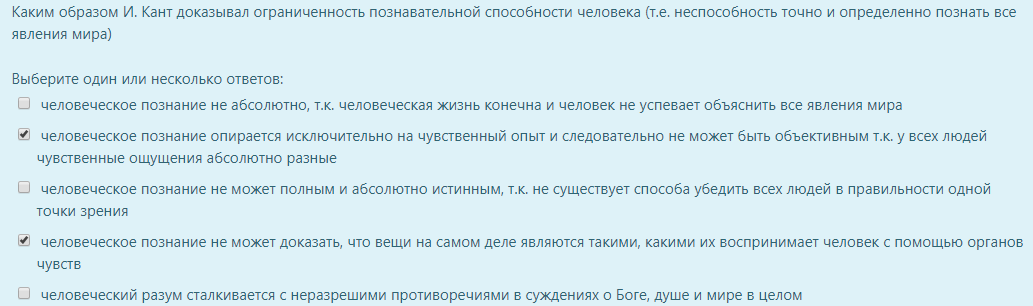 Каким образом И. Кант доказывал ограниченность познавательной способности человека (т.е. неспособность точно и определенно познать все
явления мира)
Выберите один или несколько ответов:
человеческое познание не абсолютно, т.к. человеческая жизнь конечна и человек не успевает объяснить все явления мира
человеческое познание опирается исключительно на чувственный опыт и следовательно не может быть объективным т.к. у всех людей
чувственные ощущения абсолютно разные
человеческое познание не может полным и абсолютно истинным, т.к. не существует способа убедить всех людей в правильности одной
точки зрения
человеческое познание не может доказать, что вещи на самом деле являются такими, какими их воспринимает человек с помощью органов
чувств
человеческий разум сталкивается с неразрешими противоречиями в суждениях о Боге, душе и мире в целом